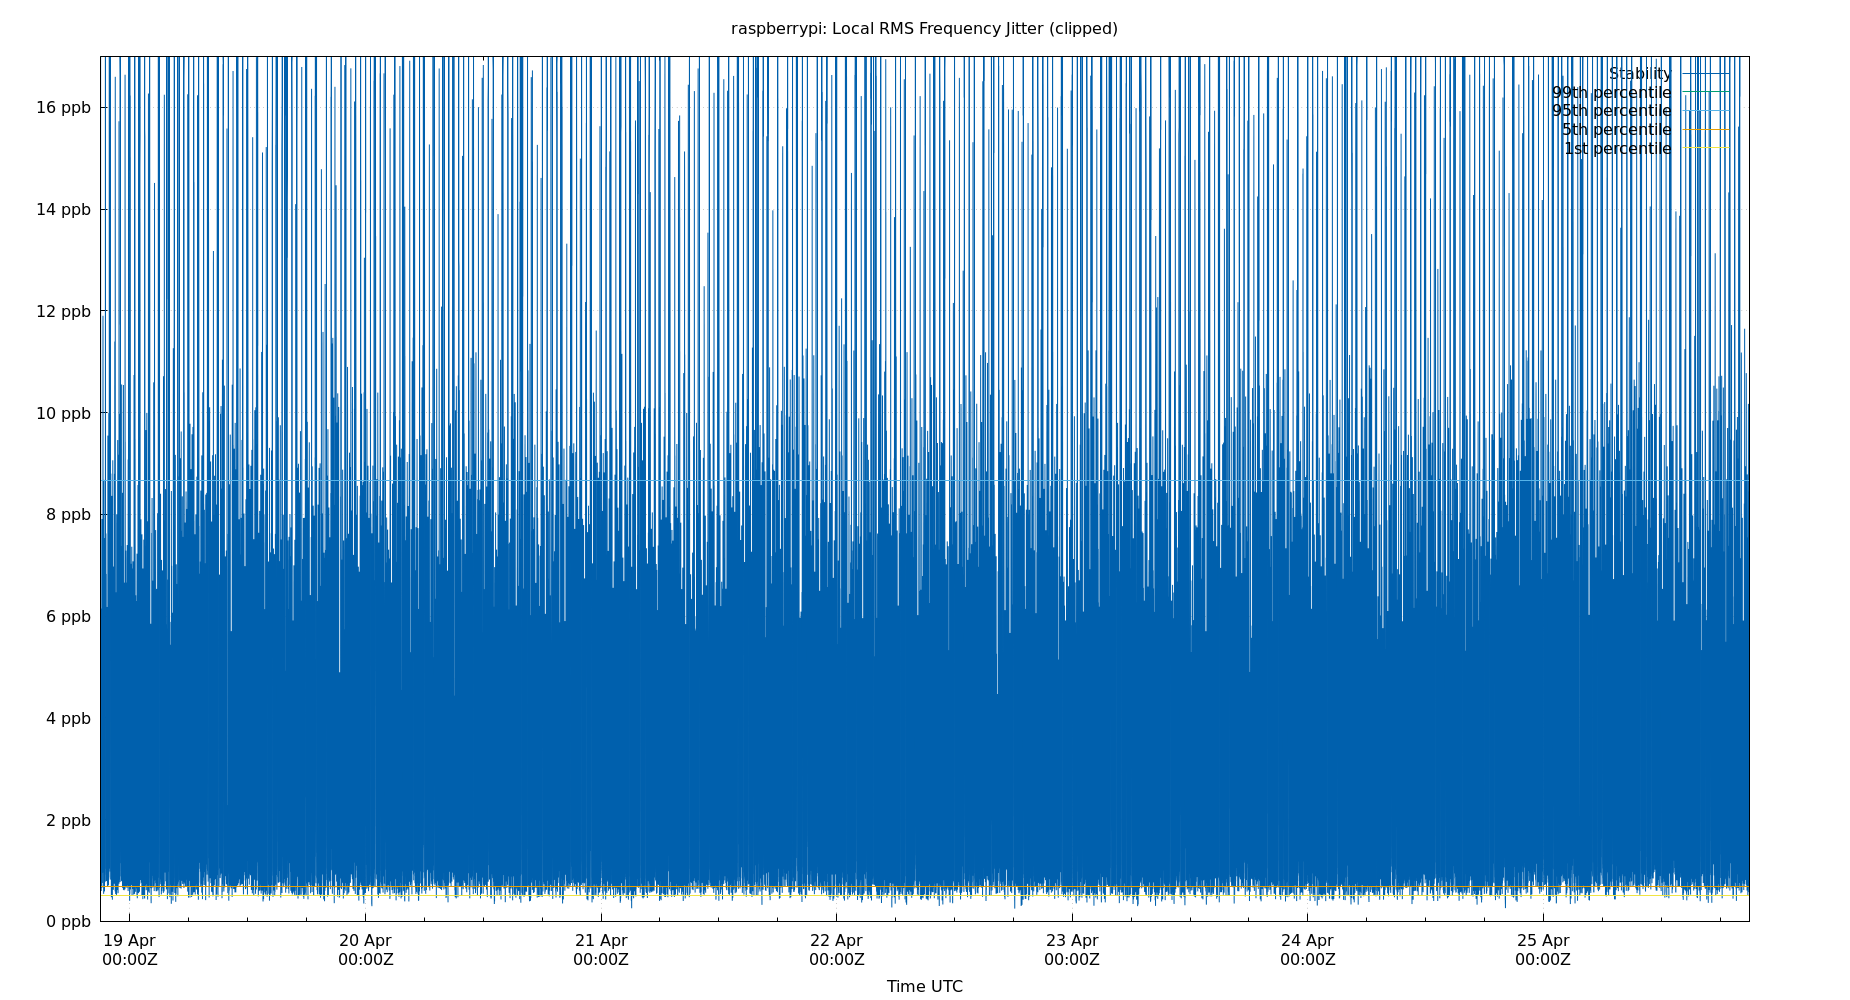 raspberrypi: Local RMS Frequency Jitter (clipped)
Stability
99th percentile
95th percentile
5th percentile
1st percentile
16 ppb
14 ppb
12 ppb
10 ppb
8 ppb
6 ppb
4 ppb
2 ppb
0 ppb
19 Apr 20 Apr 21 Apr 22 Apr 23 Apr 24 Apr 25 Apr
00:00Z 00:00Z 00:00Z 00:00Z 00:00Z 00:00Z 00:00Z
Time UTC